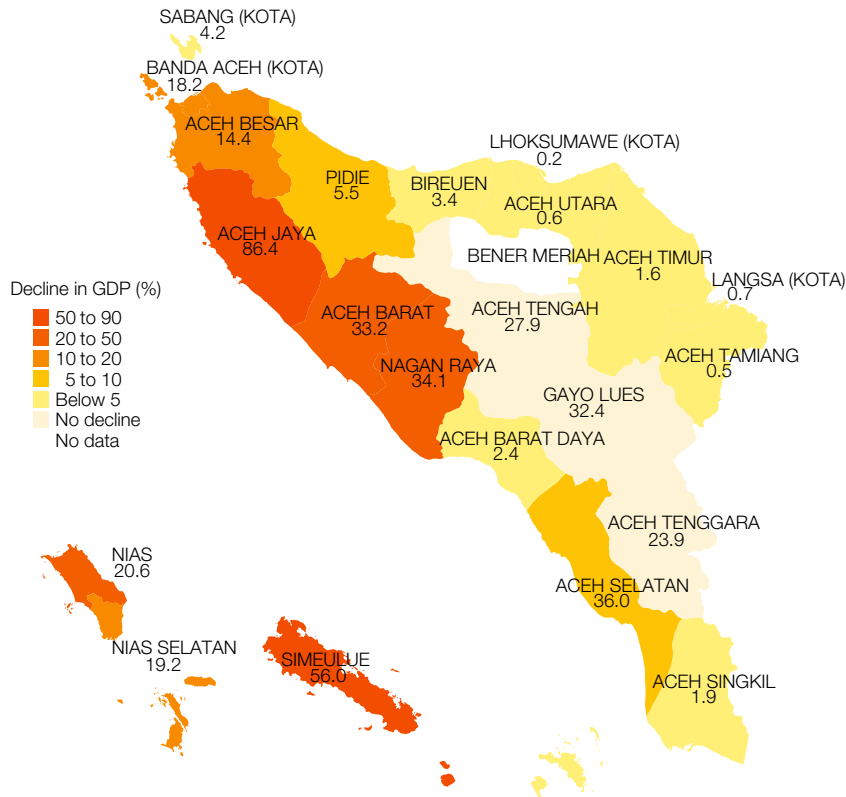 SABANG (KOTA)
4.2
BANDA ACEH (KOTA)
18.2
ACEH BESAR
14.4
LHOKSUMAWE (KOTA)
0.2
PIDIE
5.5
BIREUEN
3.4
ACEH UTARA
0.6
ACEH JAYA
86.4
BENER MERIAH
ACEH TIMUR
1.6
LANGSA (KOTA)
0.7
Decline in GDP (%)
50 to 90
20 to 50
10 to 20
5 to 10
Below 5
No decline
No data
ACEH BARAT
33.2
ACEH TENGAH
27.9
NAGAN RAYA
34.1
ACEH TAMIANG
0.5
GAYO LUES
32.4
ACEH BARAT DAYA
2.4
ACEH TENGGARA
23.9
NIAS
20.6
ACEH SELATAN
36.0
NIAS SELATAN
19.2
SIMEULUE
56.0
ACEH SINGKIL
1.9